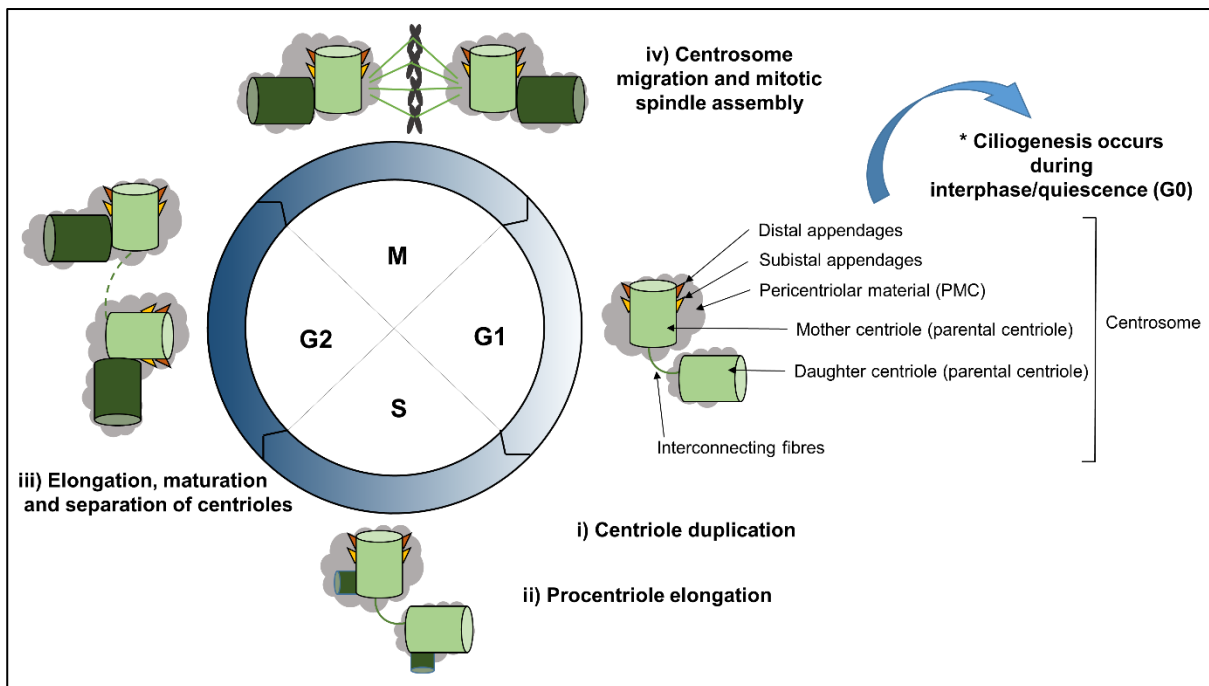 iv) Centrosome
migration and mitotic
spindle assembly
* Ciliogenesis occurs
during
interphase/quiescence (G0)
Distal appendages
Subistal appendages
Pericentriolar material (PMC)
Mother centriole (parental centriole)
Centrosome
Daughter centriole (parental centriole)
Interconnecting fibres
M
G2
G1
S
iii) Elongation, maturation
and separation of centrioles
i) Centriole duplication
ii) Procentriole elongation